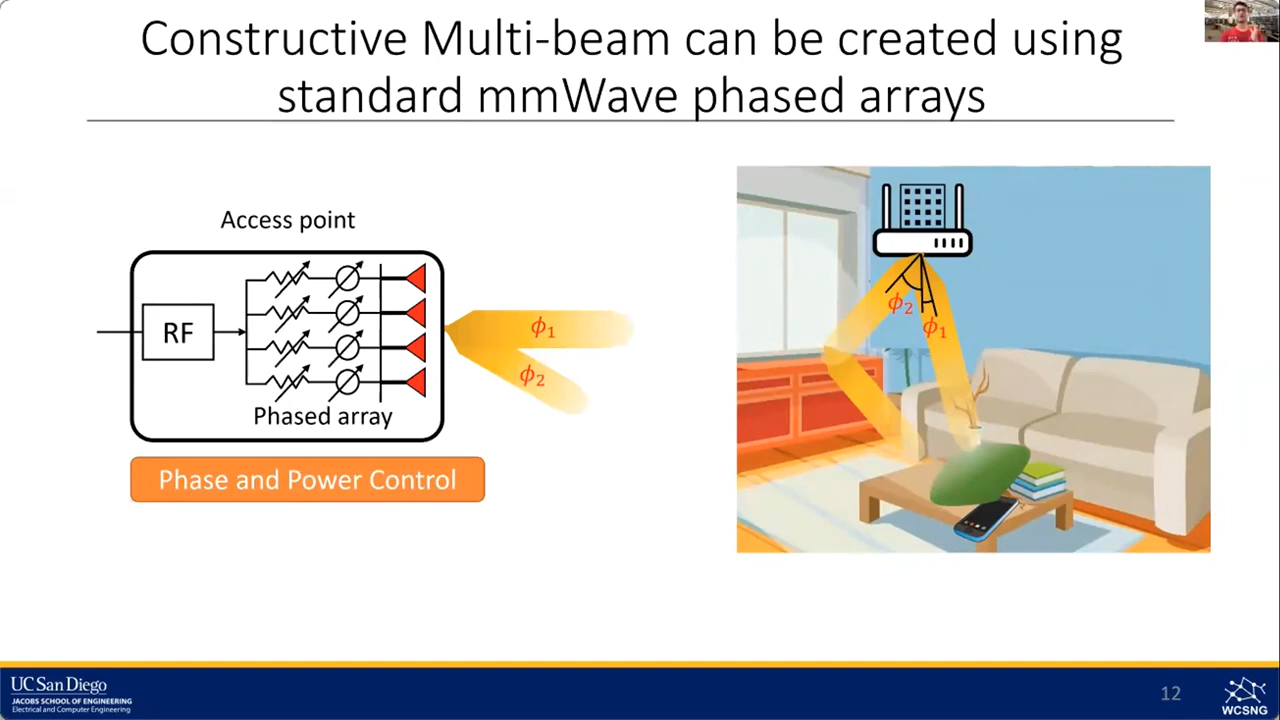 Constructive Multi-beam can be created using
standard mmWave phased arrays
Access point
RF
Phased array
ϕ1
ϕ2
Phase and Power Control
ϕ2
ϕ1
UC San Diego
JACOBS SCHOOL OF ENGINEERING
Electrical and Computer Engineering
12
WCSNG